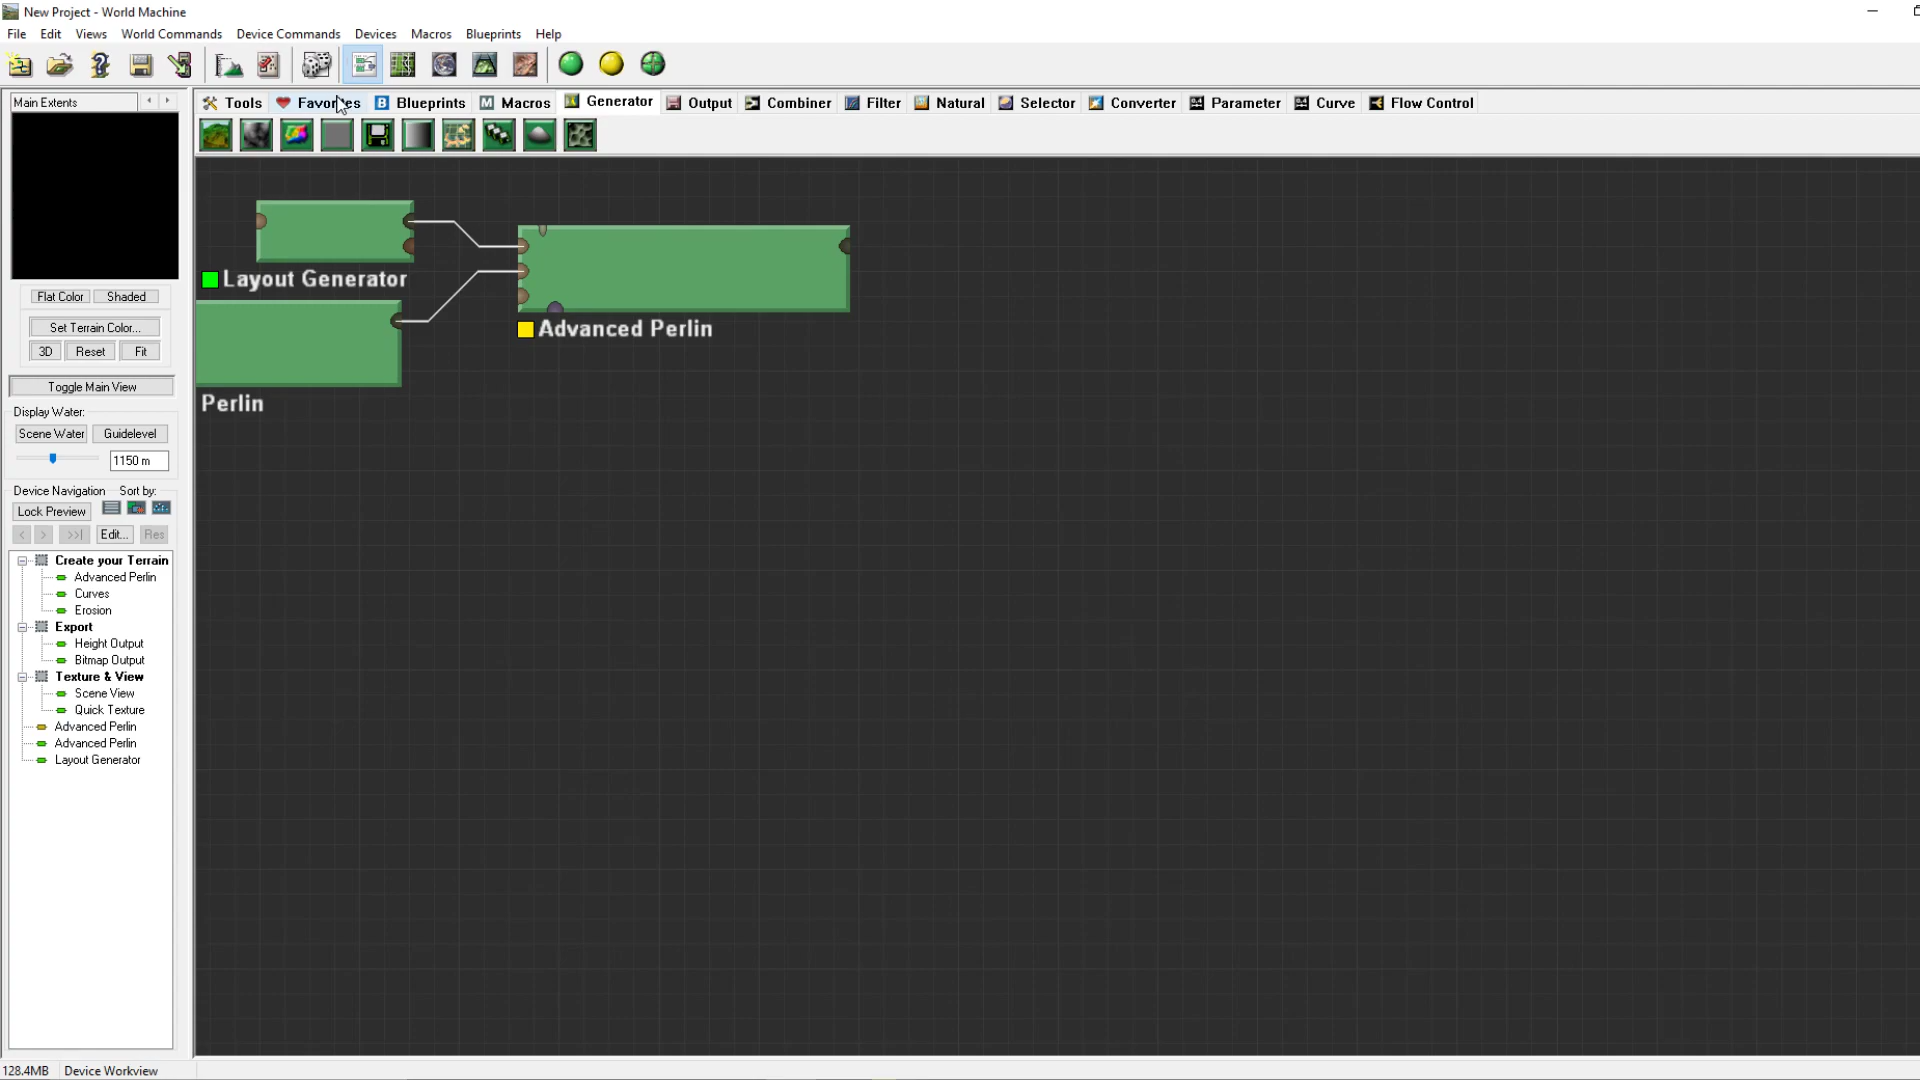 New Project - World Machine
File Edit Views World Commands Device Commands Devices Macros Blueprints Help
Main Extents
Tools Favorites Blueprints Macros Generator Output Combiner Filter Natural Selector Converter Parameter Curve Flow Control
Flat Color Shaded
Set Terrain Color...
3D Reset Fit
Toggle Main View
Display Water:
Scene Water Guidelevel
1150 m
Device Navigation Sort by:
Lock Preview
< > >>| Edit... Res
Create your Terrain
Advanced Perlin
Curves
Erosion
Export
Height Output
Bitmap Output
Texture & View
Scene View
Quick Texture
Advanced Perlin
Advanced Perlin
Layout Generator
Layout Generator
Advanced Perlin
Perlin
128.4MB Device Workview